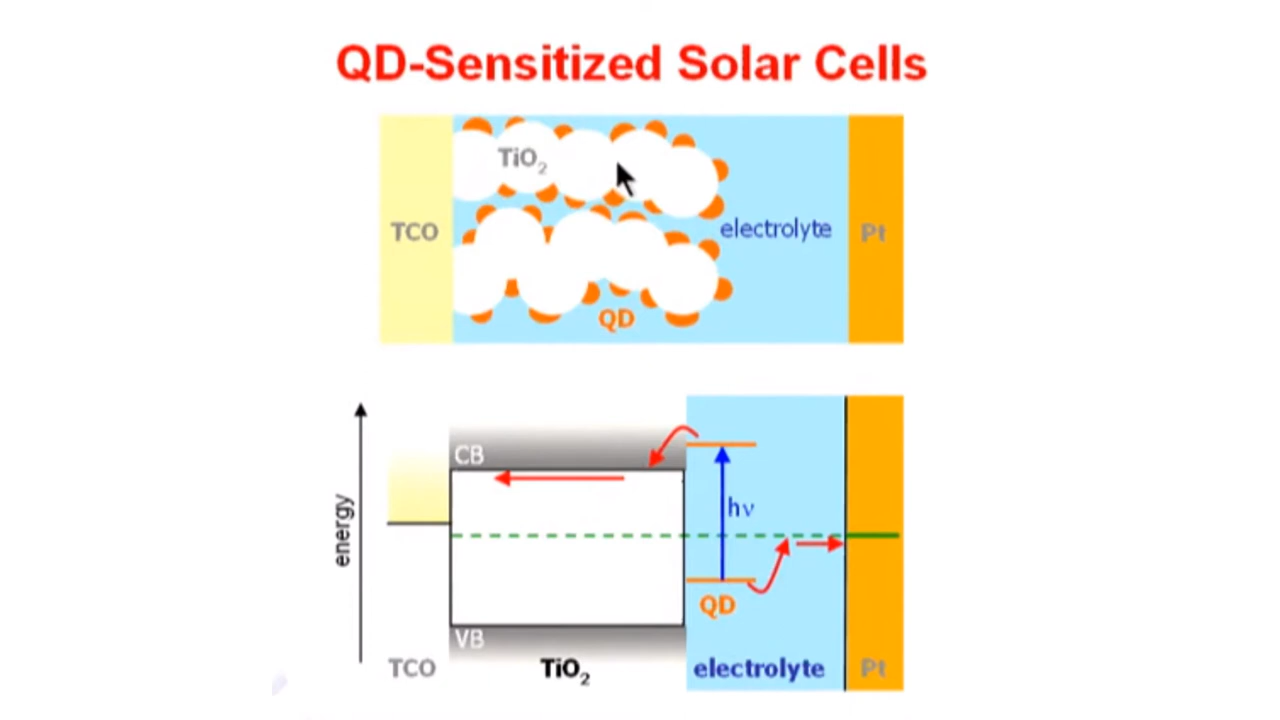 QD-Sensitized Solar Cells
TiO2
TCO
electrolyte
Pt
QD
energy
CB
hν
QD
VB
TCO
TiO2
electrolyte
Pt